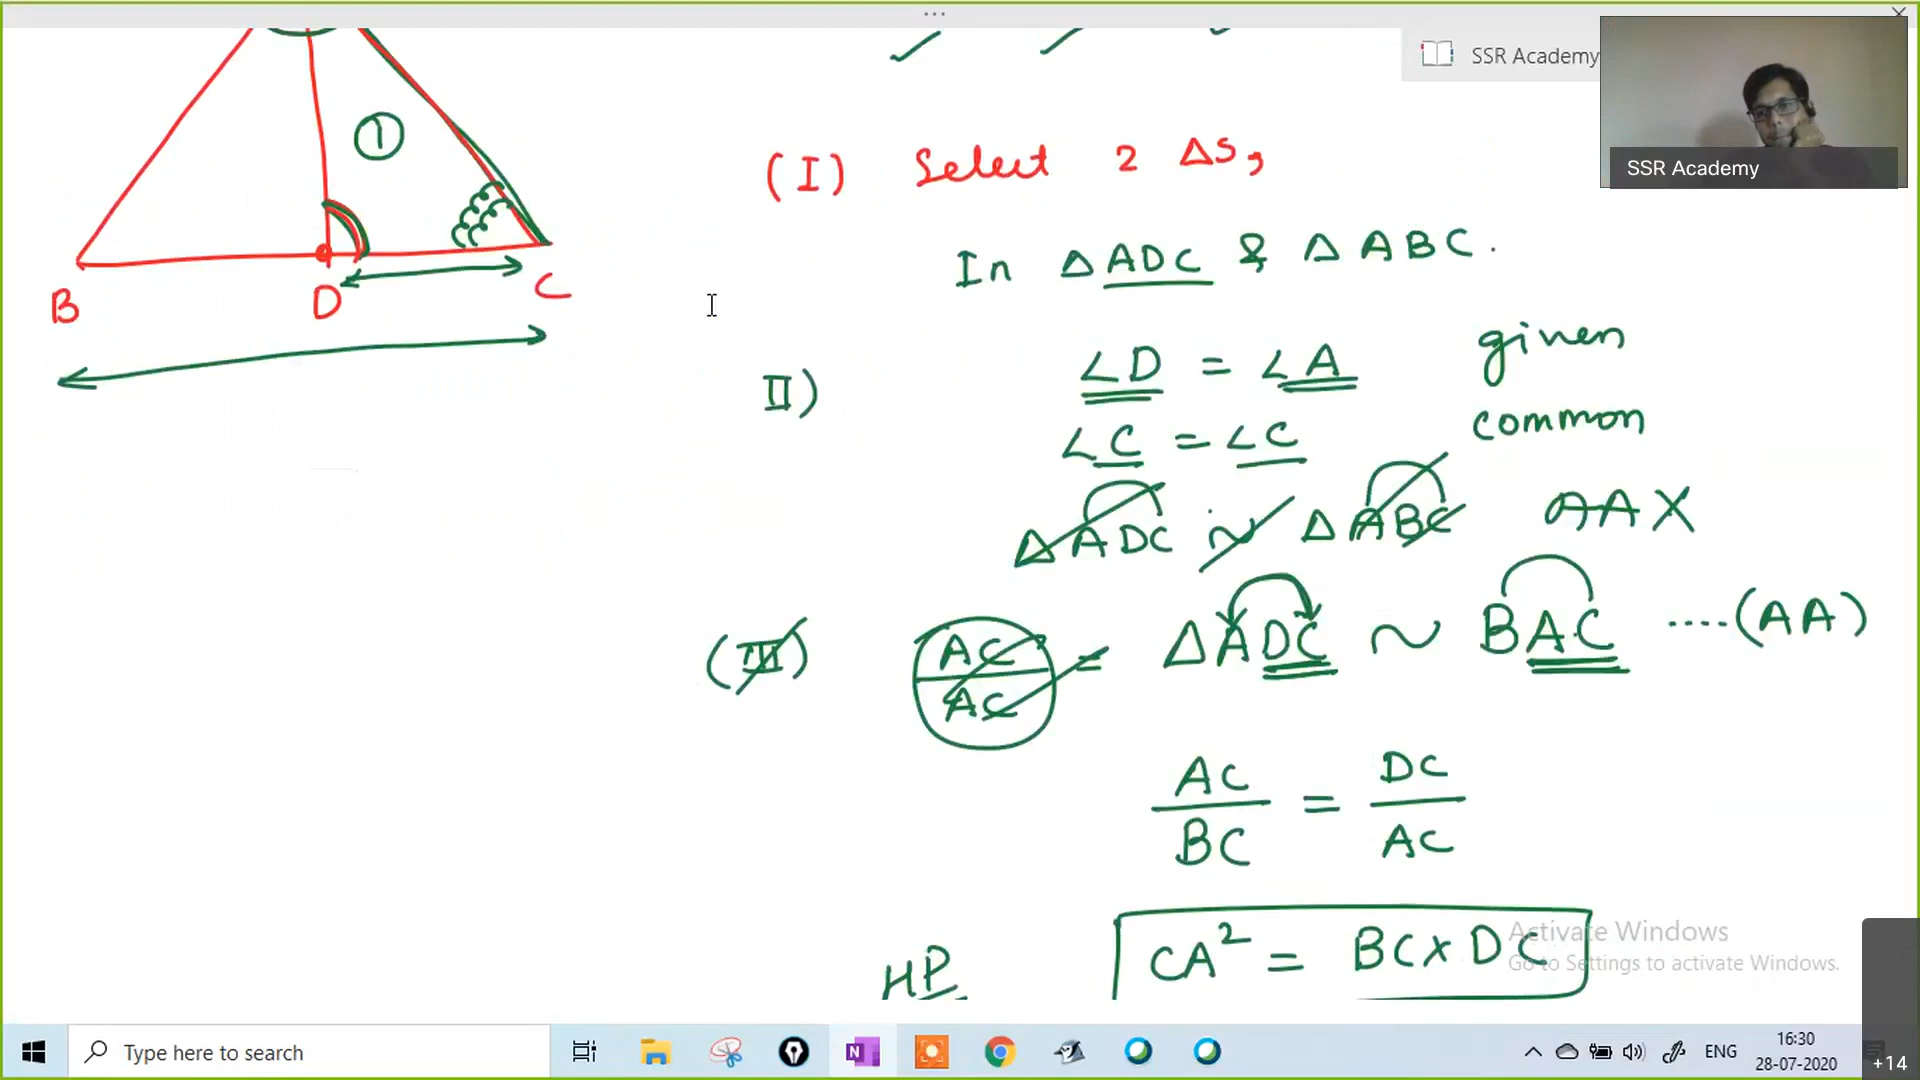 SSR Academy
SSR Academy
①
B D C
(I) Select 2 ΔS,
In ΔADC & ΔABC.
II) ∠D = ∠A given
∠C = ∠C common
ΔADC ~ ΔABC AAX
(III) AC/AC = ΔADC ~ BAC ....(AA)
AC/BC = DC/AC
HP CA² = BC×DC
Activate Windows
Go to Settings to activate Windows.
Type here to search
ENG
16:30
28-07-2020
+14